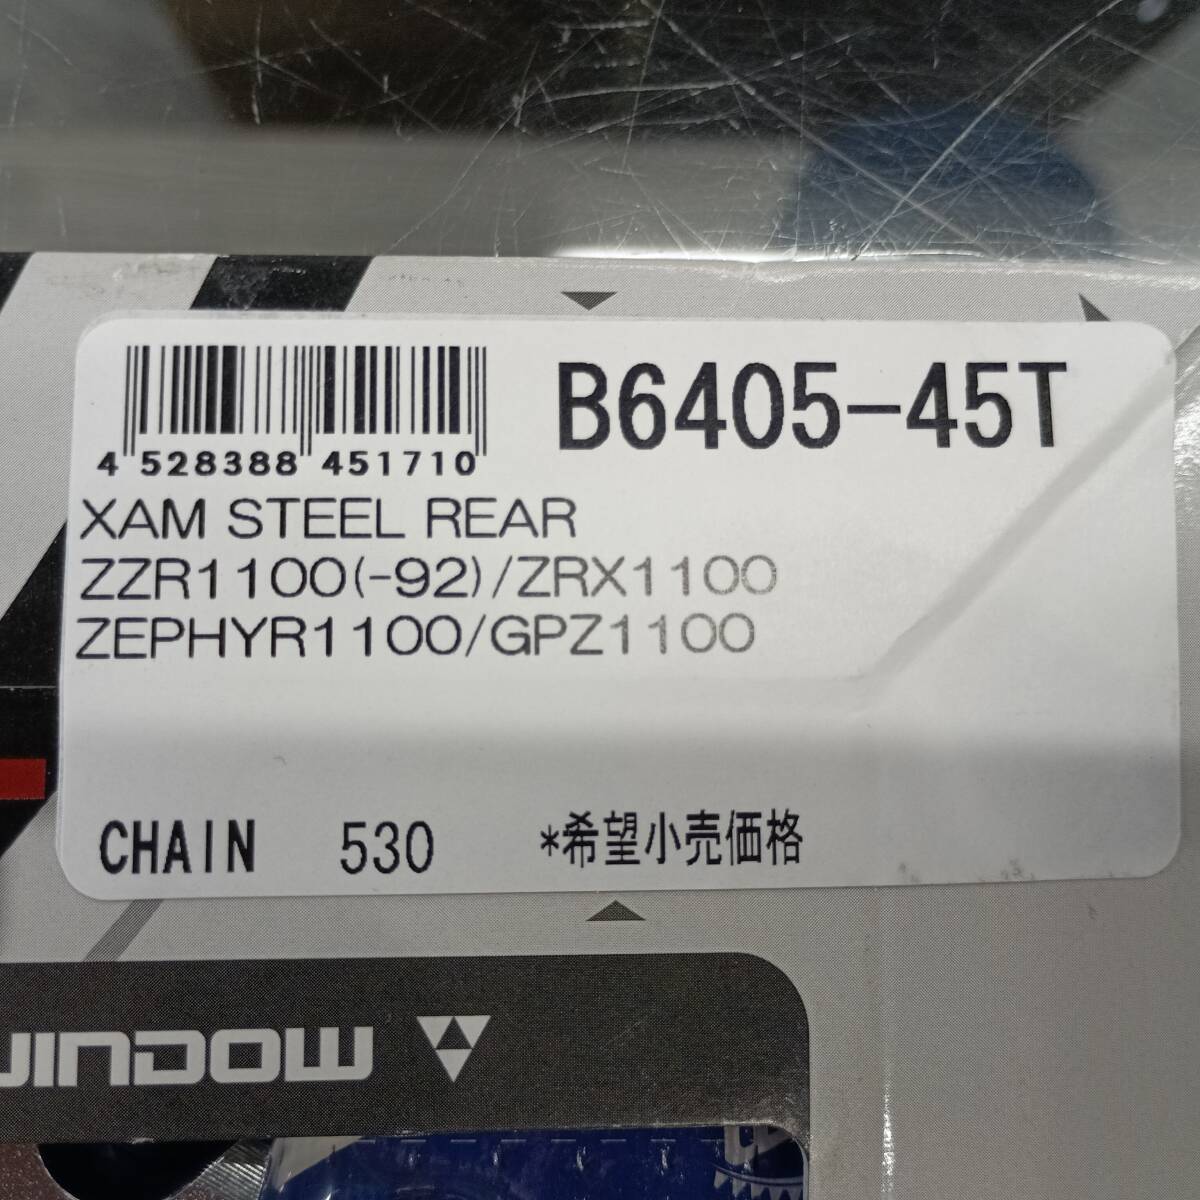 B6405-45T
4 528388 451710
XAM STEEL REAR
ZZR1100(-92)/ZRX1100
ZEPHYR1100/GPZ1100
CHAIN 530 *希望小売価格
WINDOW